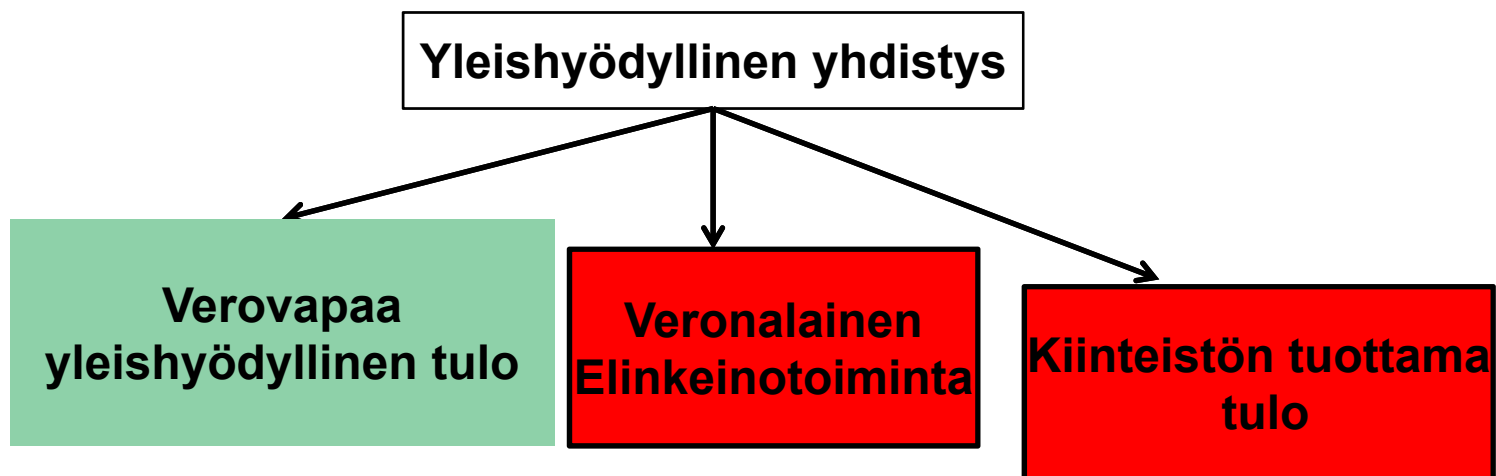 Yleishyödyllinen yhdistys
Verovapaa
yleishyödyllinen tulo
Veronalainen
Elinkeinotoiminta
Kiinteistön tuottama
tulo